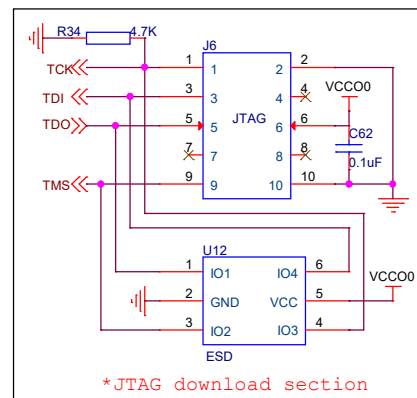 R34 4.7K
J6
TCK 1 1 2 2 VCCO0
TDI 3 3 4 4
TDO 5 5 JTAG 6 6 C62
7 7 8 8 0.1uF
TMS 9 9 10 10
U12
1 IO1 IO4 6 VCCO0
2 GND VCC 5
3 IO2 IO3 4
ESD
*JTAG download section